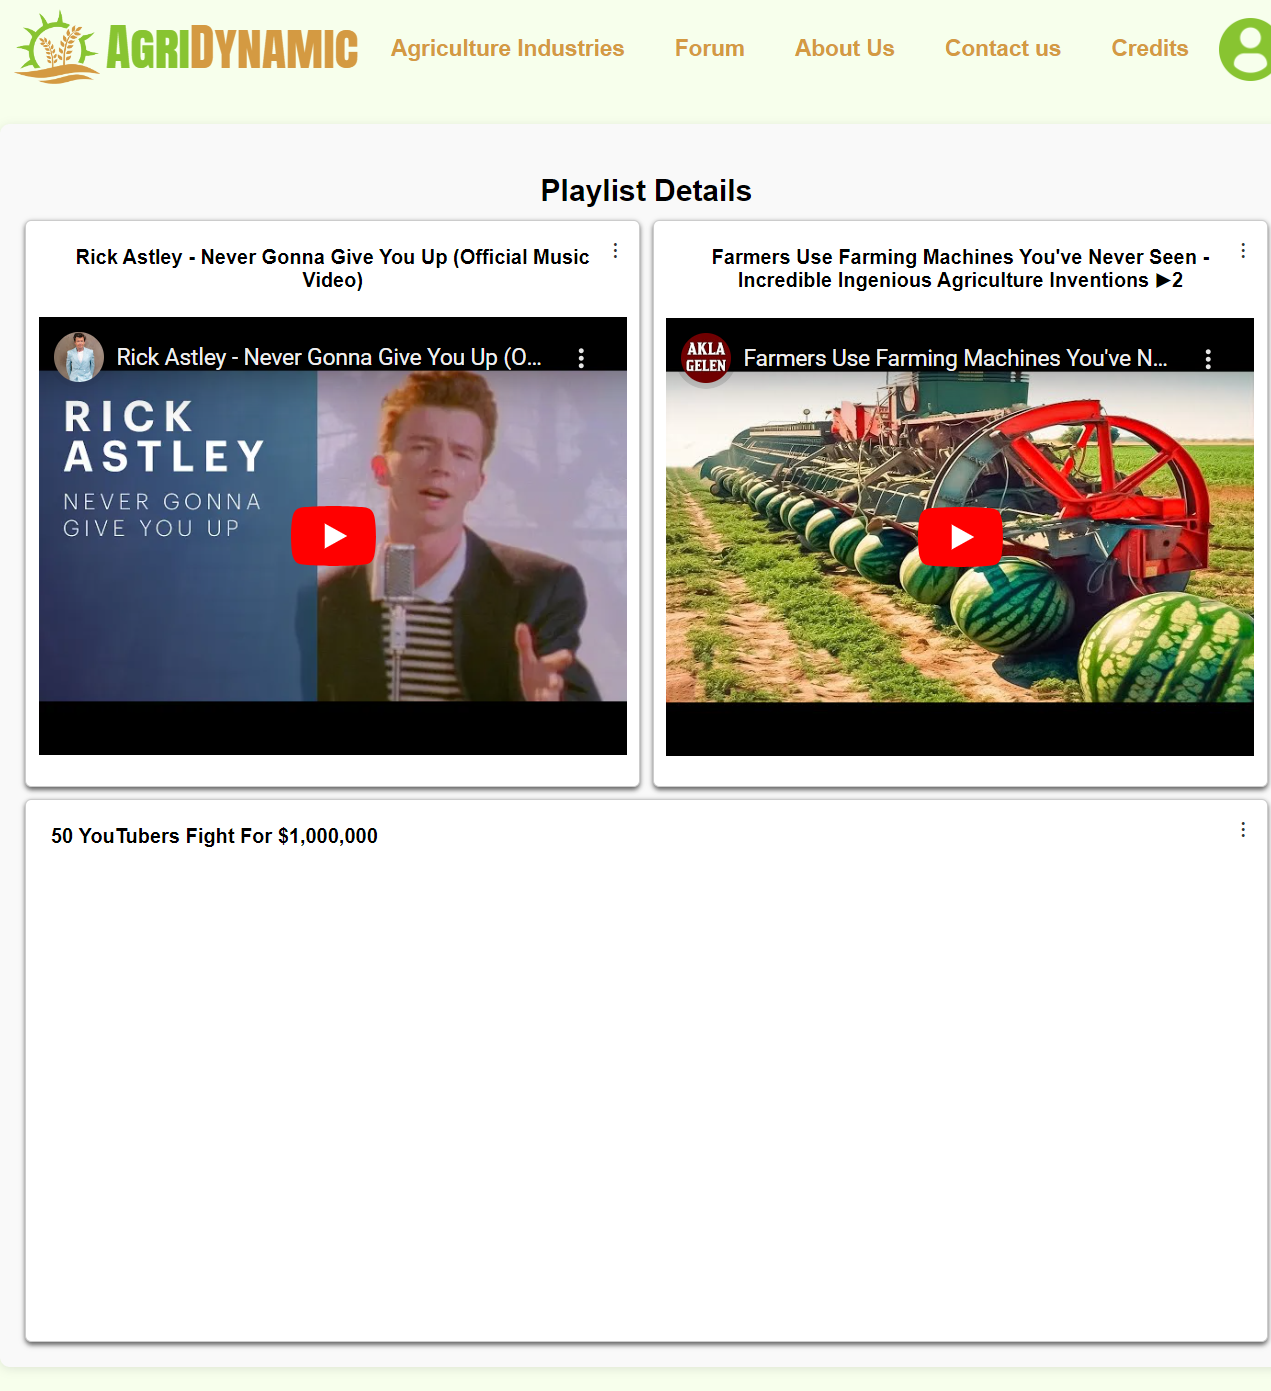 AGRIDYNAMIC
Agriculture Industries Forum About Us Contact us Credits
Playlist Details
Rick Astley - Never Gonna Give You Up (Official Music
Video)
Rick Astley - Never Gonna Give You Up (O...
RICK
ASTLEY
NEVER GONNA
GIVE YOU UP
Farmers Use Farming Machines You've Never Seen -
Incredible Ingenious Agriculture Inventions ▶2
AKLA
GELEN
Farmers Use Farming Machines You've N...
50 YouTubers Fight For $1,000,000